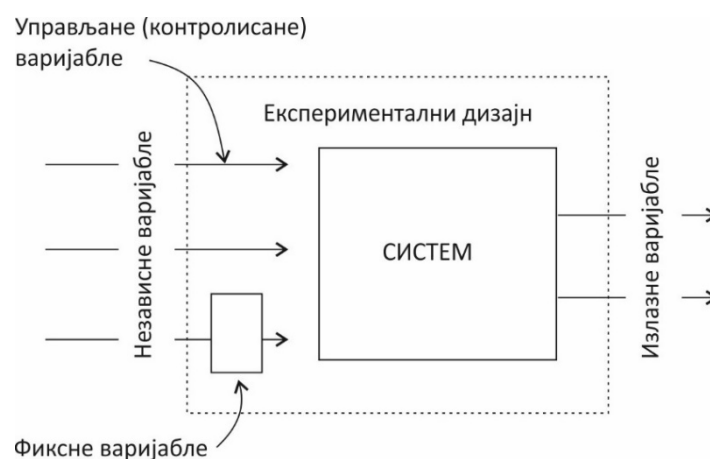 Управљане (контролисане)
варијабле
Експериментални дизајн
Независне варијабле
СИСТЕМ
Излазне варијабле
Фиксне варијабле